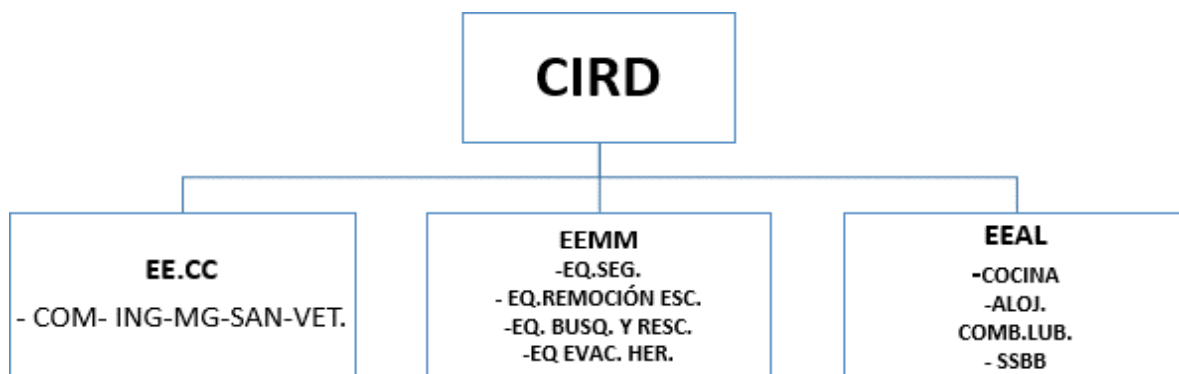 CIRD
EE.CC
- COM- ING-MG-SAN-VET.
EEMM
-EQ.SEG.
- EQ.REMOCIÓN ESC.
-EQ. BUSQ. Y RESC.
-EQ EVAC. HER.
EEAL
-COCINA
-ALOJ.
COMB.LUB.
- SSBB